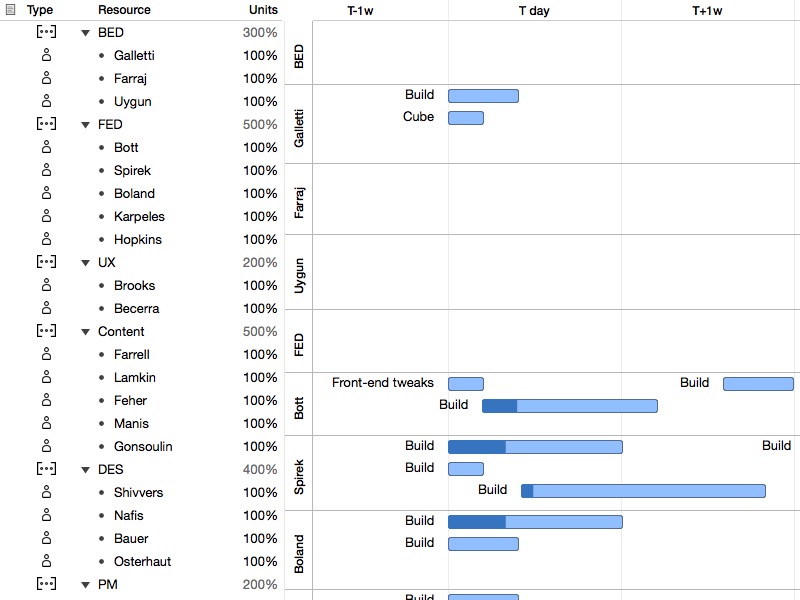 Type Resource Units T-1w T day T+1w
BED 300%
Galletti 100%
Farraj 100%
Uygun 100%
FED 500%
Bott 100%
Spirek 100%
Boland 100%
Karpeles 100%
Hopkins 100%
UX 200%
Brooks 100%
Becerra 100%
Content 500%
Farrell 100%
Lamkin 100%
Feher 100%
Manis 100%
Gonsoulin 100%
DES 400%
Shivvers 100%
Nafis 100%
Bauer 100%
Osterhaut 100%
PM 200%
BED
Galletti
Build
Cube
Farraj
Uygun
FED
Bott
Front-end tweaks Build
Build
Spirek
Build Build
Build
Build
Boland
Build
Build
Build